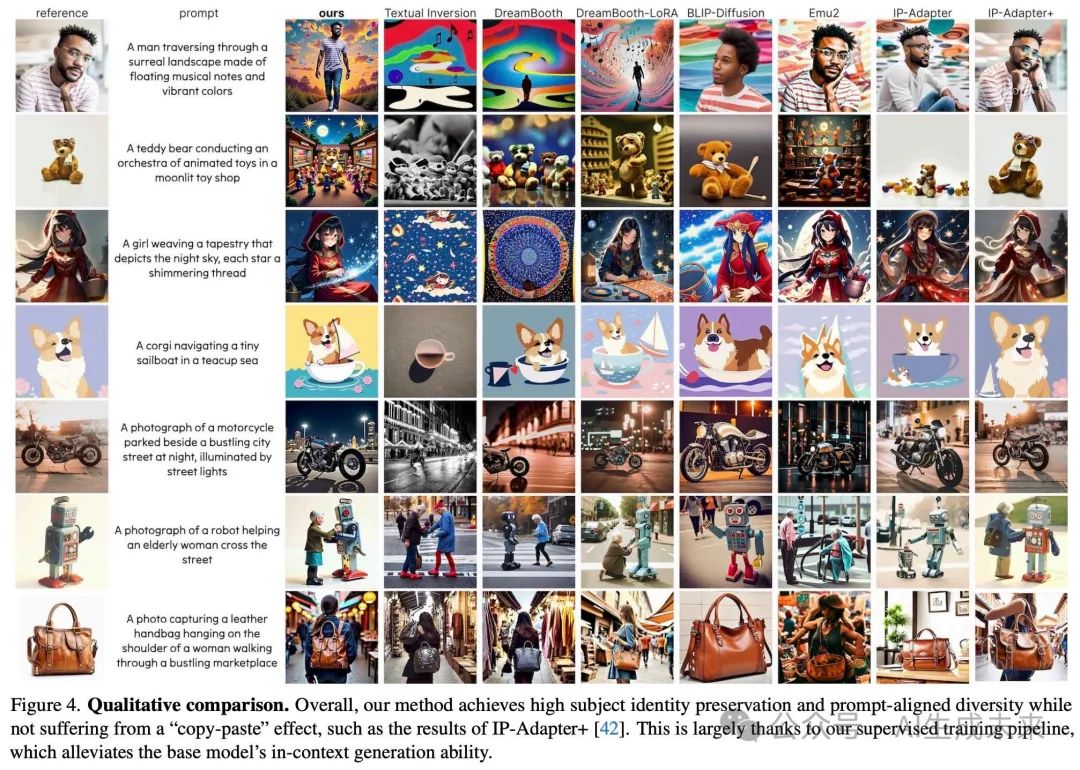 reference prompt ours Textual Inversion DreamBooth DreamBooth-LoRA BLIP-Diffusion Emu2 IP-Adapter IP-Adapter+
A man traversing through a
surreal landscape made of
floating musical notes and
vibrant colors
A teddy bear conducting an
orchestra of animated toys in a
moonlit toy shop
A girl weaving a tapestry that
depicts the night sky, each star a
shimmering thread
A corgi navigating a tiny
sailboat in a teacup sea
A photograph of a motorcycle
parked beside a bustling city
street at night, illuminated by
street lights
A photograph of a robot helping
an elderly woman cross the
street
A photo capturing a leather
handbag hanging on the
shoulder of a woman walking
through a bustling marketplace
Figure 4. Qualitative comparison. Overall, our method achieves high subject identity preservation and prompt-aligned diversity while
not suffering from a “copy-paste” effect, such as the results of IP-Adapter+ [42]. This is largely thanks to our supervised training pipeline,
which alleviates the base model’s in-context generation ability.
公众号 · AI生成未来